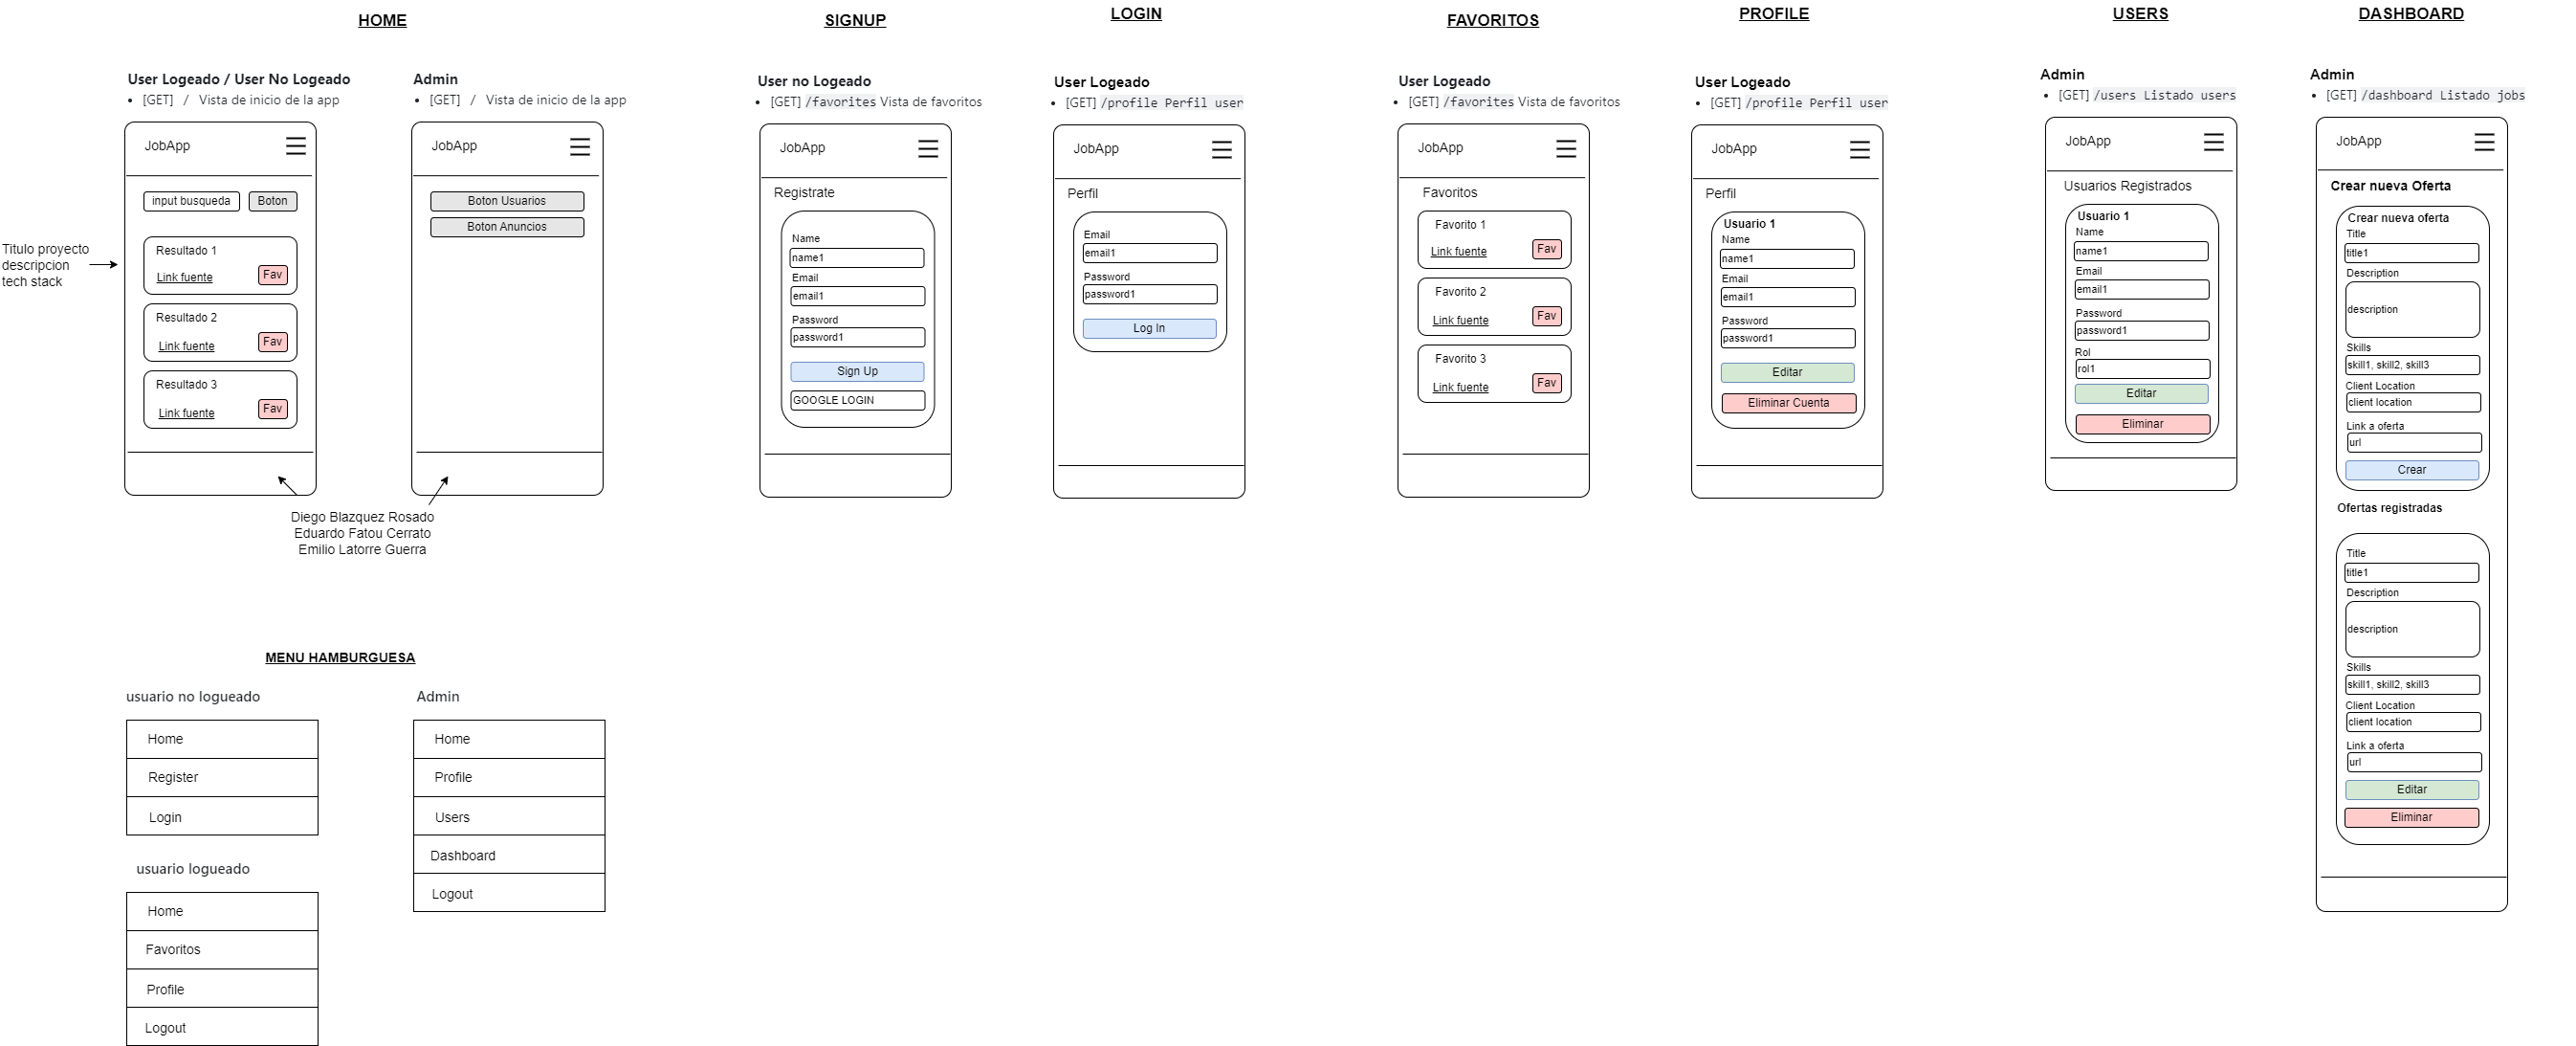 HOME
User Logeado / User No Logeado
• [GET] / Vista de inicio de la app
JobApp
input busqueda
Boton
Resultado 1
Link fuente
Fav
Resultado 2
Link fuente
Fav
Resultado 3
Link fuente
Fav
Titulo proyecto
descripcion
tech stack
Admin
• [GET] / Vista de inicio de la app
JobApp
Boton Usuarios
Boton Anuncios
Diego Blazquez Rosado
Eduardo Fatou Cerrato
Emilio Latorre Guerra
SIGNUP
User no Logeado
• [GET] /favorites Vista de favoritos
JobApp
Registrate
Name
name1
Email
email1
Password
password1
Sign Up
GOOGLE LOGIN
LOGIN
User Logeado
• [GET] /profile Perfil user
JobApp
Perfil
Email
email1
Password
password1
Log In
FAVORITOS
User Logeado
• [GET] /favorites Vista de favoritos
JobApp
Favoritos
Favorito 1
Link fuente
Fav
Favorito 2
Link fuente
Fav
Favorito 3
Link fuente
Fav
PROFILE
User Logeado
• [GET] /profile Perfil user
JobApp
Perfil
Usuario 1
Name
name1
Email
email1
Password
password1
Editar
Eliminar Cuenta
USERS
Admin
• [GET] /users Listado users
JobApp
Usuarios Registrados
Usuario 1
Name
name1
Email
email1
Password
password1
Rol
rol1
Editar
Eliminar
DASHBOARD
Admin
• [GET] /dashboard Listado jobs
JobApp
Crear nueva Oferta
Crear nueva oferta
Title
title1
Description
description
Skills
skill1, skill2, skill3
Client Location
client location
Link a oferta
url
Crear
Ofertas registradas
Title
title1
Description
description
Skills
skill1, skill2, skill3
Client Location
client location
Link a oferta
url
Editar
Eliminar
MENU HAMBURGUESA
usuario no logueado
Home
Register
Login
usuario logueado
Home
Favoritos
Profile
Logout
Admin
Home
Profile
Users
Dashboard
Logout